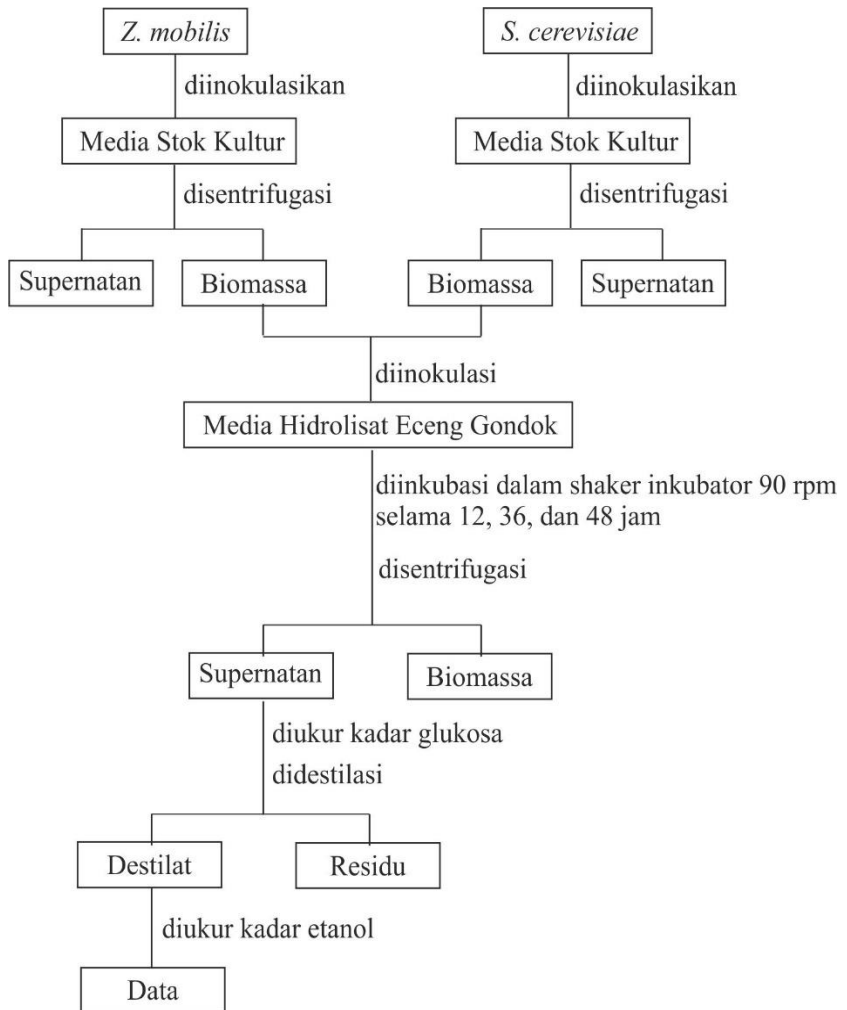 Z. mobilis
S. cerevisiae
diinokulasikan
diinokulasikan
Media Stok Kultur
Media Stok Kultur
disentrifugasi
disentrifugasi
Supernatan
Biomassa
Biomassa
Supernatan
diinokulasi
Media Hidrolisat Eceng Gondok
diinkubasi dalam shaker inkubator 90 rpm
selama 12, 36, dan 48 jam
disentrifugasi
Supernatan
Biomassa
diukur kadar glukosa
didestilasi
Destilat
Residu
diukur kadar etanol
Data